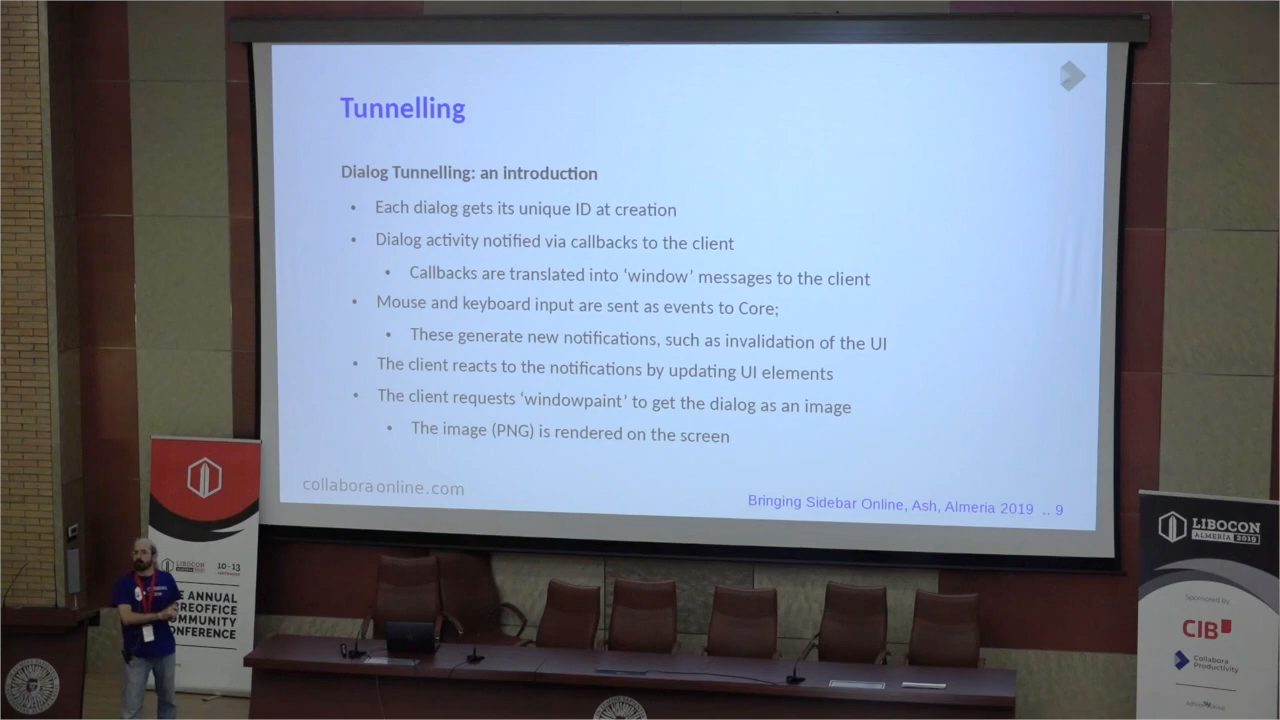 Tunnelling
Dialog Tunnelling: an introduction
• Each dialog gets its unique ID at creation
• Dialog activity notified via callbacks to the client
• Callbacks are translated into ‘window’ messages to the client
• Mouse and keyboard input are sent as events to Core;
• These generate new notifications, such as invalidation of the UI
• The client reacts to the notifications by updating UI elements
• The client requests ‘windowpaint’ to get the dialog as an image
• The image (PNG) is rendered on the screen
collaboraonline.com
Bringing Sidebar Online, Ash, Almeria 2019 .. 9
LIBOCON
10-13
ANNUAL
COMMUNITY
CONFERENCE
LIBOCON
ALMERÍA 2019
Sponsored by
CIB
Collabora
Productivity